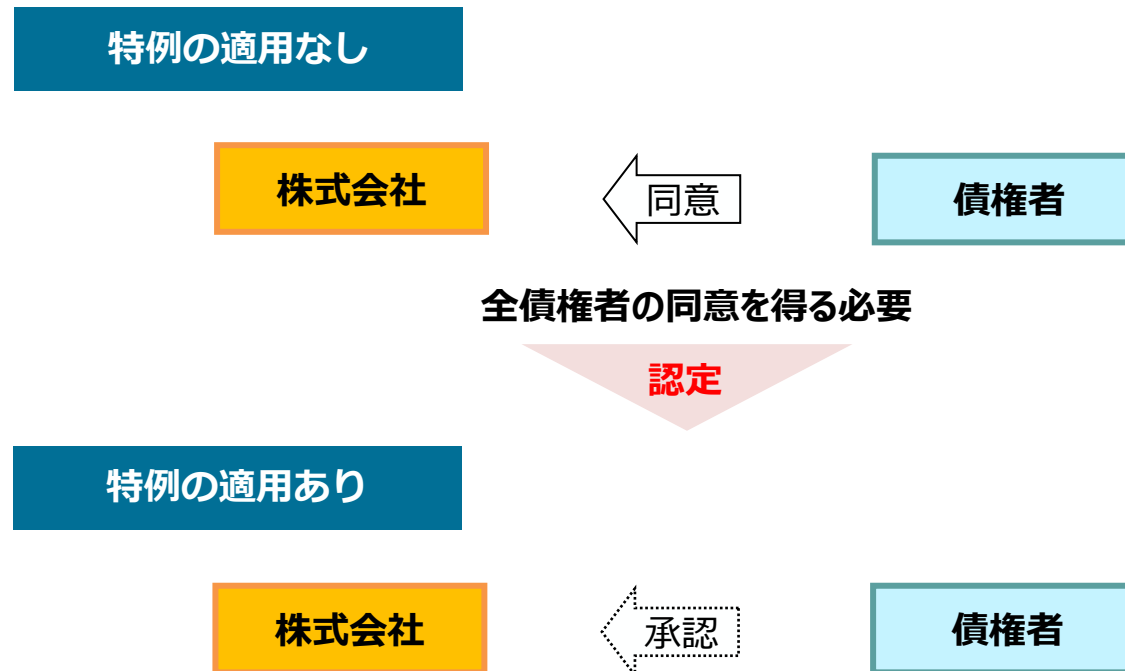 特例の適用なし
株式会社
同意
債権者
全債権者の同意を得る必要
認定
特例の適用あり
株式会社
承認
債権者